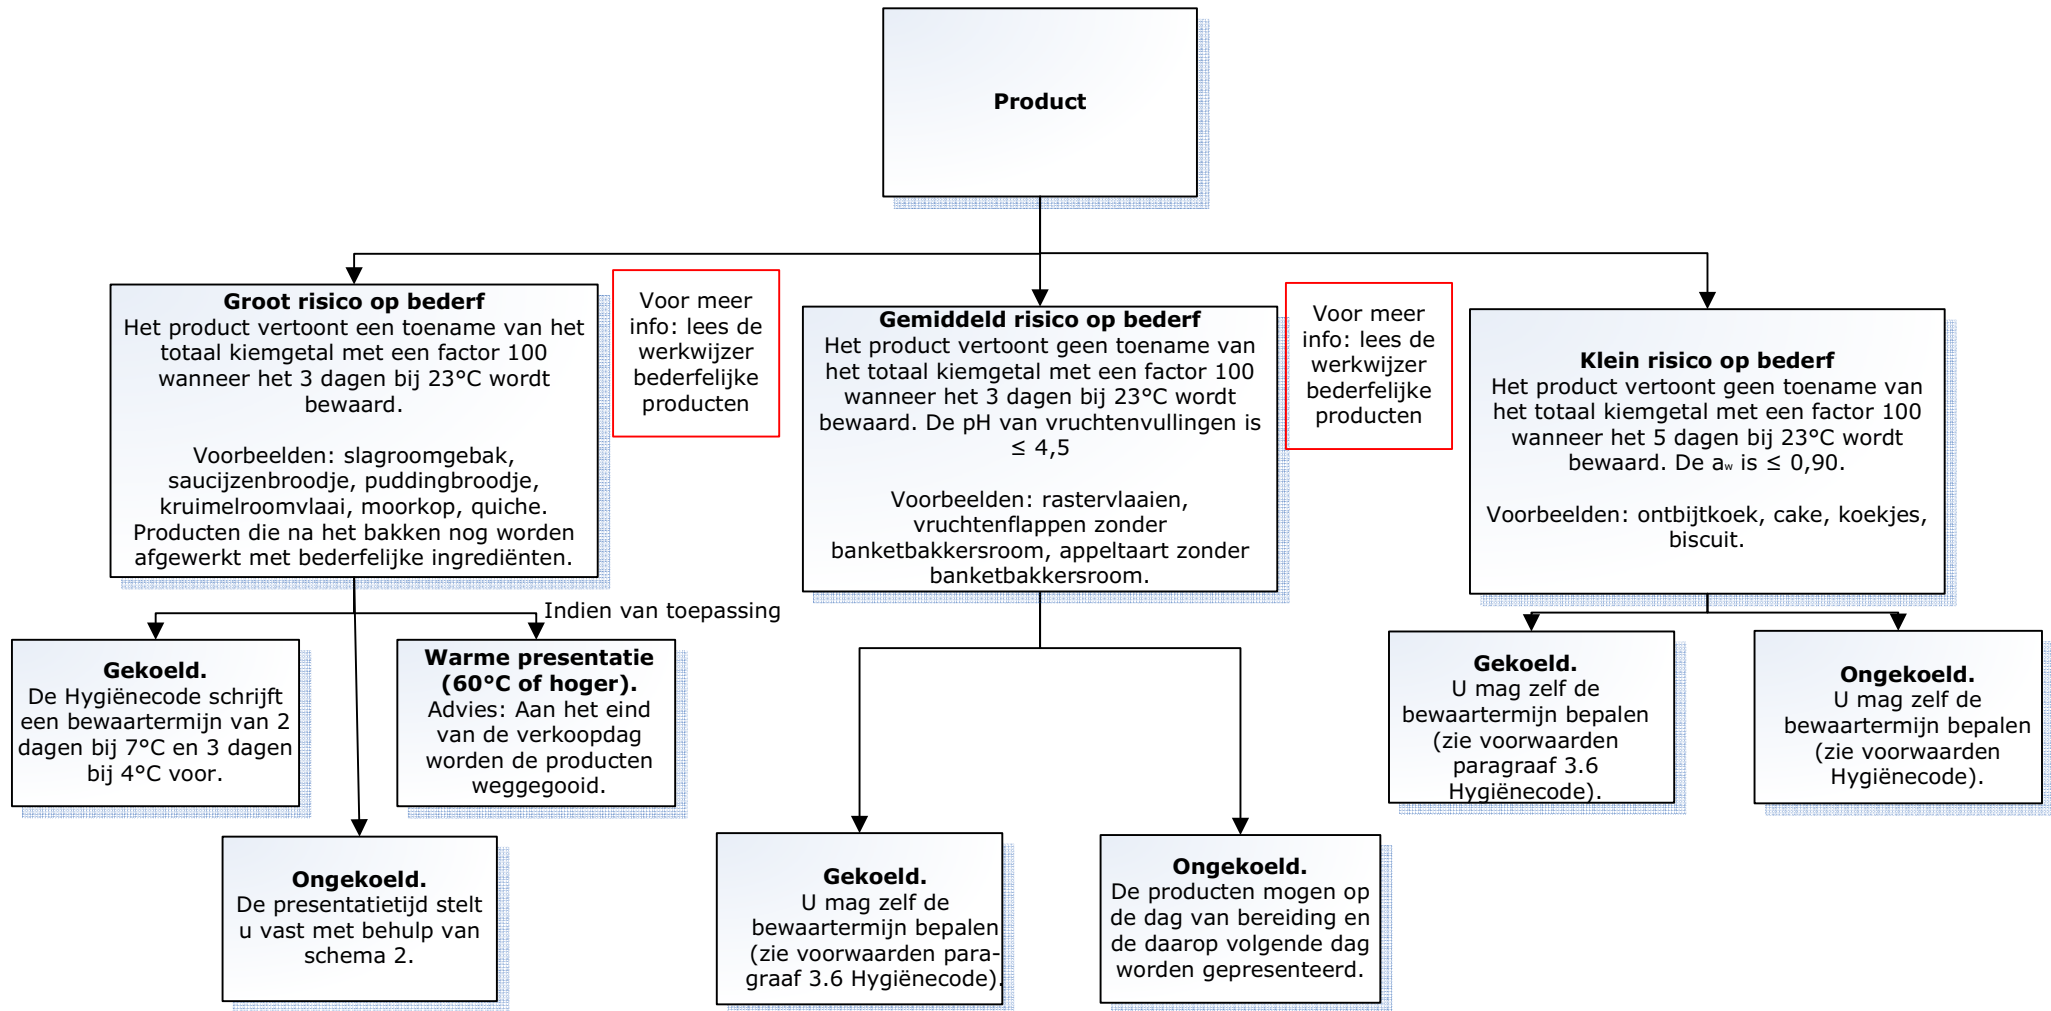 Product
Groot risico op bederf
Het product vertoont een toename van het
totaal kiemgetal met een factor 100
wanneer het 3 dagen bij 23°C wordt
bewaard.
Voorbeelden: slagroomgebak,
saucijzenbroodje, puddingbroodje,
kruimelroomvlaai, moorkop, quiche.
Producten die na het bakken nog worden
afgewerkt met bederfelijke ingrediënten.
Voor meer
info: lees de
werkwijzer
bederfelijke
producten
Gemiddeld risico op bederf
Het product vertoont geen toename van
het totaal kiemgetal met een factor 100
wanneer het 3 dagen bij 23°C wordt
bewaard. De pH van vruchtenvullingen is
≤ 4,5
Voorbeelden: rastervlaaien,
vruchtenflappen zonder
banketbakkersroom, appeltaart zonder
banketbakkersroom.
Voor meer
info: lees de
werkwijzer
bederfelijke
producten
Klein risico op bederf
Het product vertoont geen toename van
het totaal kiemgetal met een factor 100
wanneer het 5 dagen bij 23°C wordt
bewaard. De aw is ≤ 0,90.
Voorbeelden: ontbijtkoek, cake, koekjes,
biscuit.
Indien van toepassing
Gekoeld.
De Hygiënecode schrijft
een bewaartermijn van 2
dagen bij 7°C en 3 dagen
bij 4°C voor.
Warme presentatie
(60°C of hoger).
Advies: Aan het eind
van de verkoopdag
worden de producten
weggegooid.
Gekoeld.
U mag zelf de
bewaartermijn bepalen
(zie voorwaarden
paragraaf 3.6
Hygiënecode).
Ongekoeld.
U mag zelf de
bewaartermijn bepalen
(zie voorwaarden
Hygiënecode).
Ongekoeld.
De presentatietijd stelt
u vast met behulp van
schema 2.
Gekoeld.
U mag zelf de
bewaartermijn bepalen
(zie voorwaarden para-
graaf 3.6 Hygiënecode).
Ongekoeld.
De producten mogen op
de dag van bereiding en
de daarop volgende dag
worden gepresenteerd.